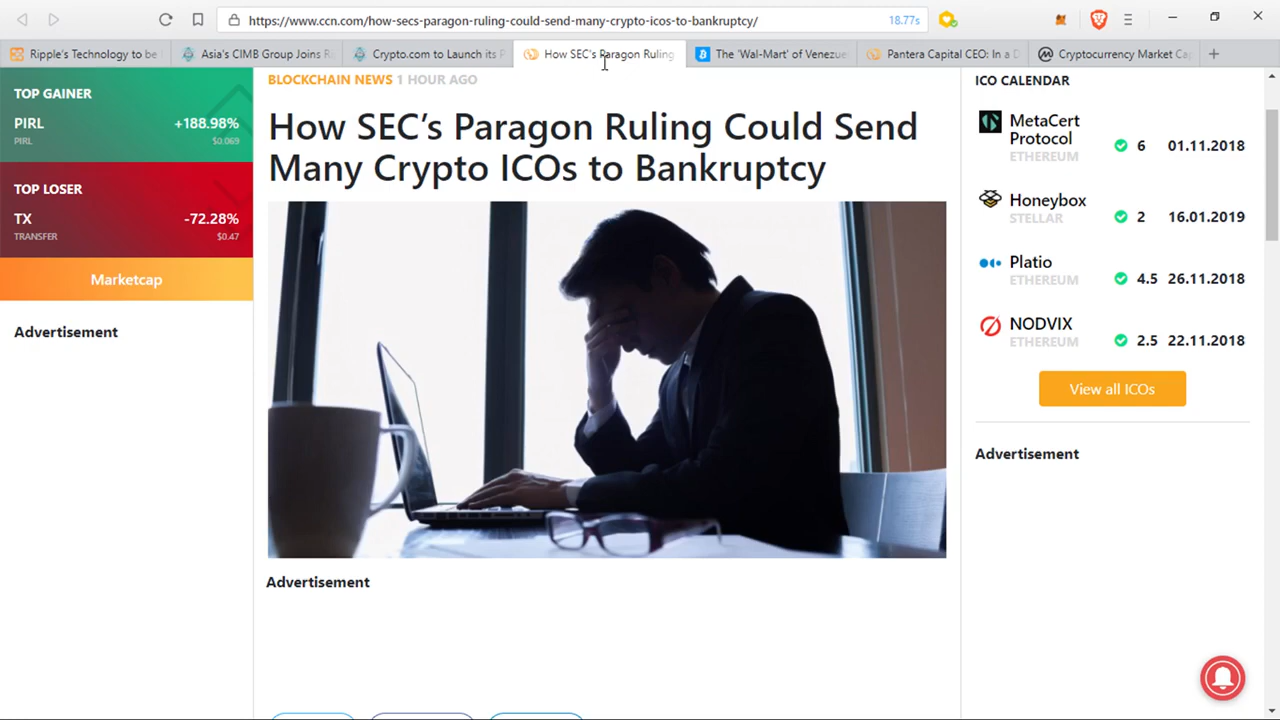 https://www.ccn.com/how-secs-paragon-ruling-could-send-many-crypto-icos-to-bankruptcy/
18.77s
Ripple's Technology to be
Asia's CIMB Group Joins Ri
Crypto.com to Launch its P
How SEC's Paragon Ruling
The 'Wal-Mart' of Venezue
Pantera Capital CEO: In a D
Cryptocurrency Market Ca
TOP GAINER
PIRL +188.98%
PIRL $0.069
TOP LOSER
TX -72.28%
TRANSFER $0.47
Marketcap
Advertisement
BLOCKCHAIN NEWS 1 HOUR AGO
How SEC’s Paragon Ruling Could Send
Many Crypto ICOs to Bankruptcy
Advertisement
ICO CALENDAR
MetaCert
Protocol
ETHEREUM
6 01.11.2018
Honeybox
STELLAR
2 16.01.2019
Platio
ETHEREUM
4.5 26.11.2018
NODVIX
ETHEREUM
2.5 22.11.2018
View all ICOs
Advertisement